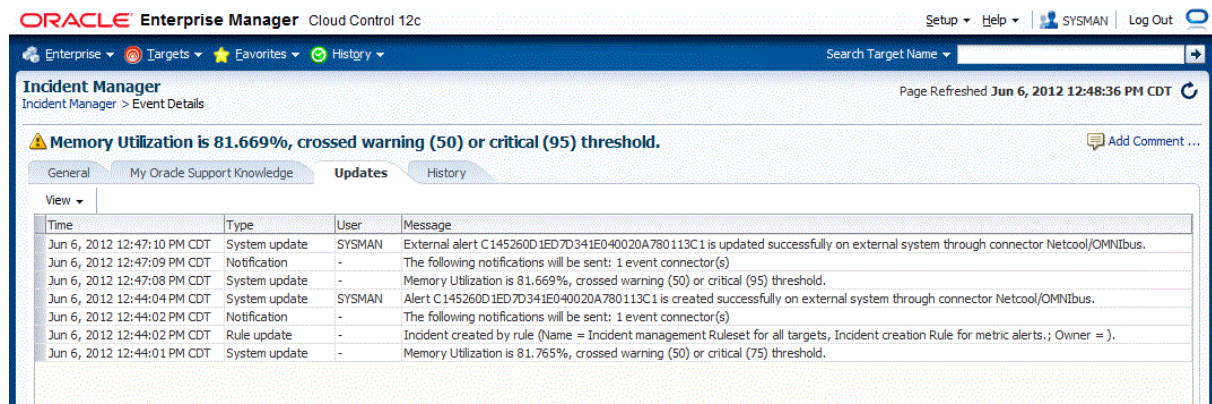 ORACLE Enterprise Manager Cloud Control 12c
Setup Help SYSMAN Log Out
Enterprise Targets Favorites History Search Target Name
Incident Manager
Page Refreshed Jun 6, 2012 12:48:36 PM CDT
Incident Manager > Event Details
Memory Utilization is 81.669%, crossed warning (50) or critical (95) threshold.
Add Comment ...
General My Oracle Support Knowledge Updates History
View
Time Type User Message
Jun 6, 2012 12:47:10 PM CDT System update SYSMAN External alert C145260D1ED7D341E040020A780113C1 is updated successfully on external system through connector Netcool/OMNIbus.
Jun 6, 2012 12:47:09 PM CDT Notification - The following notifications will be sent: 1 event connector(s)
Jun 6, 2012 12:47:08 PM CDT System update - Memory Utilization is 81.669%, crossed warning (50) or critical (95) threshold.
Jun 6, 2012 12:44:04 PM CDT System update SYSMAN Alert C145260D1ED7D341E040020A780113C1 is created successfully on external system through connector Netcool/OMNIbus.
Jun 6, 2012 12:44:02 PM CDT Notification - The following notifications will be sent: 1 event connector(s)
Jun 6, 2012 12:44:02 PM CDT Rule update - Incident created by rule (Name = Incident management Ruleset for all targets, Incident creation Rule for metric alerts.; Owner = ).
Jun 6, 2012 12:44:01 PM CDT System update - Memory Utilization is 81.765%, crossed warning (50) or critical (75) threshold.